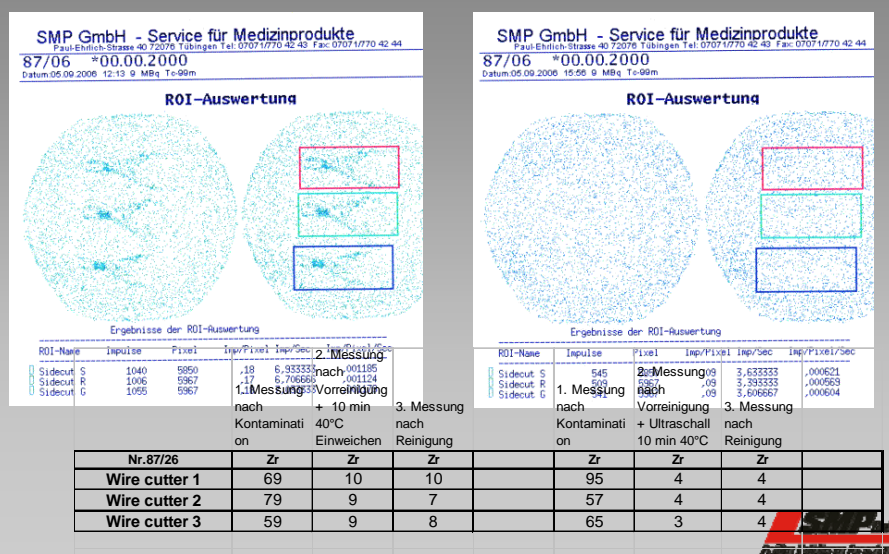 SMP GmbH - Service für Medizinprodukte
Paul-Ehrlich-Strasse 40 72076 Tübingen Tel: 07071/770 42 43 Fax: 07071/770 42 44
87/06 *00.00.2000
Datum:05.09.2006 12:13 9 MBq Tc-99m
ROI-Auswertung
Ergebnisse der ROI-Auswertung
ROI-Name Impulse Pixel Imp/Pixel Imp/Sec Imp/Pixel/Sec
Sidecut S 1040 5850 ,18 6,933333 ,001185
Sidecut R 1006 5967 ,17 6,706666 ,001124
Sidecut G 1055 5967
SMP GmbH - Service für Medizinprodukte
Paul-Ehrlich-Strasse 40 72076 Tübingen Tel: 07071/770 42 43 Fax: 07071/770 42 44
87/06 *00.00.2000
Datum:05.09.2006 15:56 9 MBq Tc-99m
ROI-Auswertung
Ergebnisse der ROI-Auswertung
ROI-Name Impulse Pixel Imp/Pixel Imp/Sec Imp/Pixel/Sec
Sidecut S 545 ,09 3,633333 ,000621
Sidecut R 509 5967 ,09 3,393333 ,000569
Sidecut G 541 5967 ,09 3,606667 ,000604
1. Messung
nach
Kontaminati
on
2. Messung
nach
Vorreinigung
+ 10 min
40°C
Einweichen
3. Messung
nach
Reinigung
1. Messung
nach
Kontaminati
on
2. Messung
nach
Vorreinigung
+ Ultraschall
10 min 40°C
3. Messung
nach
Reinigung
Nr.87/26 Zr Zr Zr Zr Zr Zr
Wire cutter 1 69 10 10 95 4 4
Wire cutter 2 79 9 7 57 4 4
Wire cutter 3 59 9 8 65 3 4
SMP